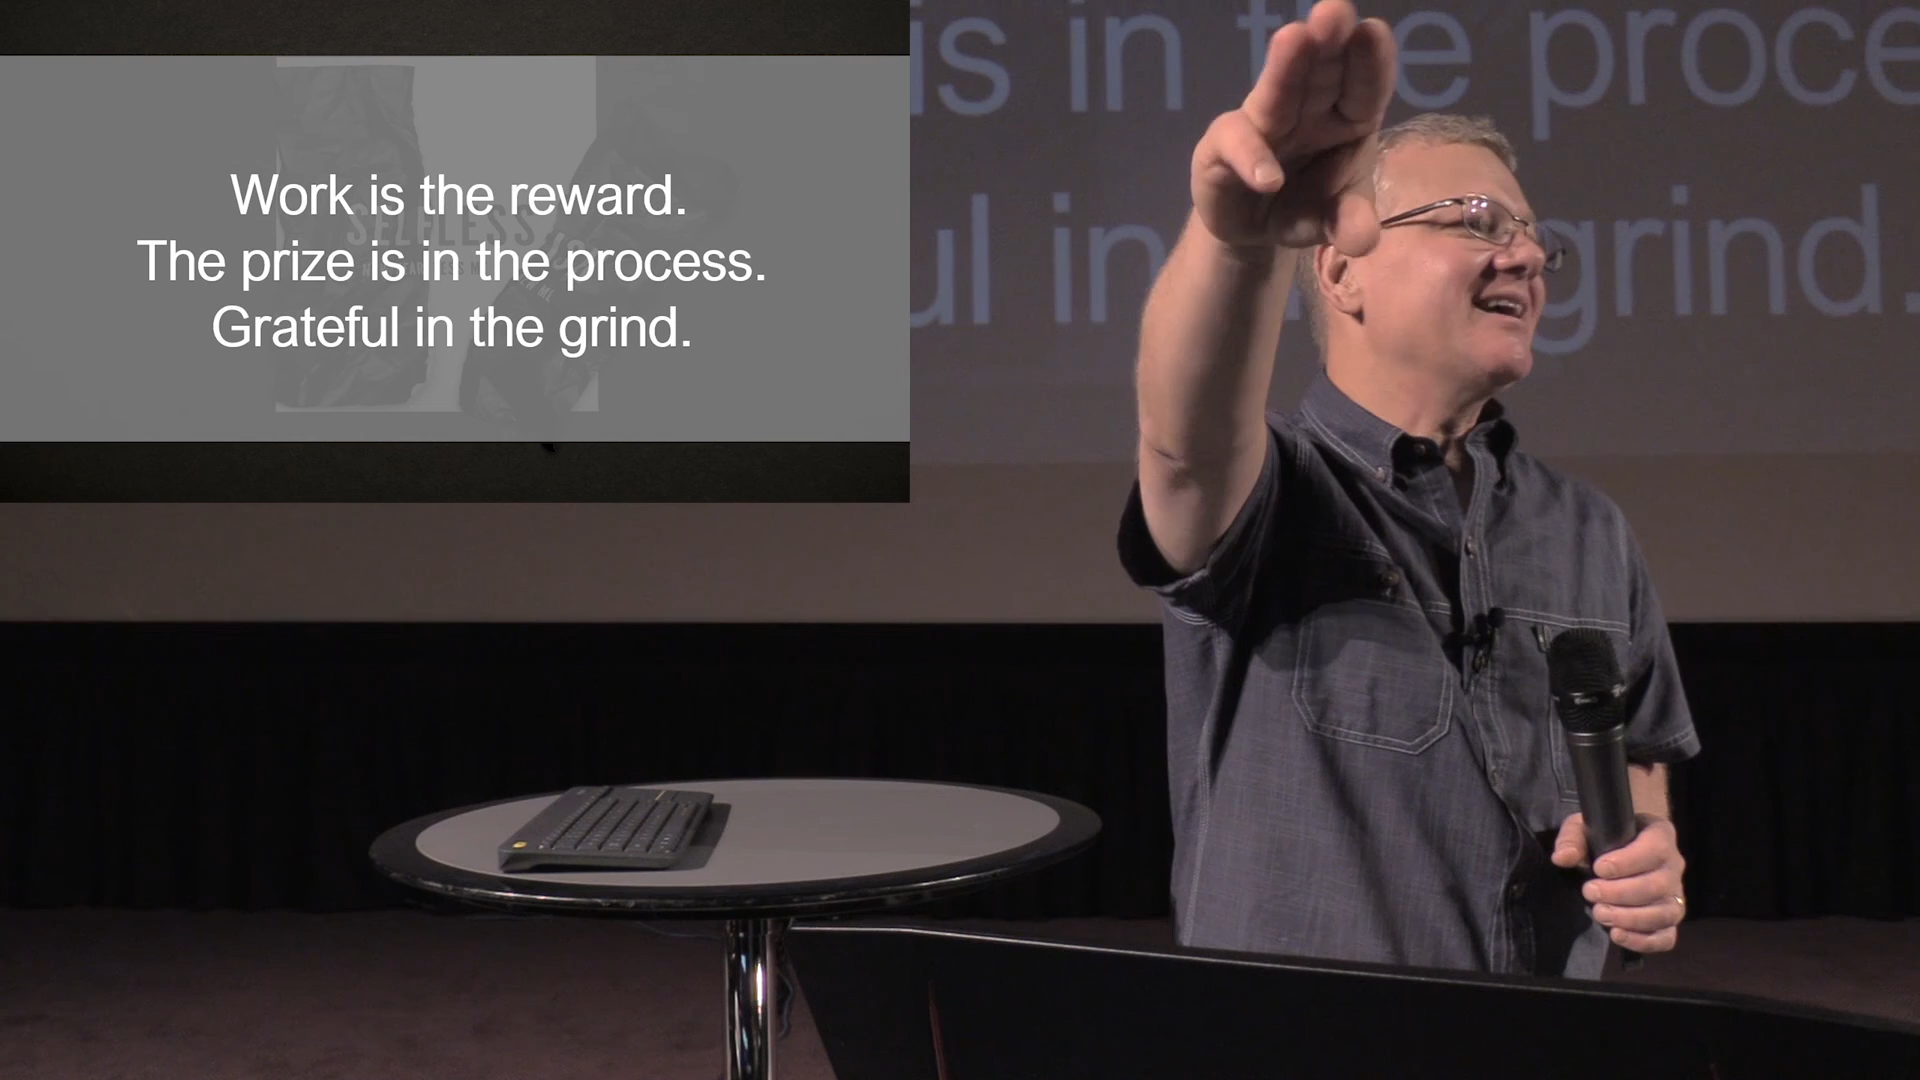 Work is the reward.
The prize is in the process.
Grateful in the grind.
SELFLESS
is in the proce
ul in grind.